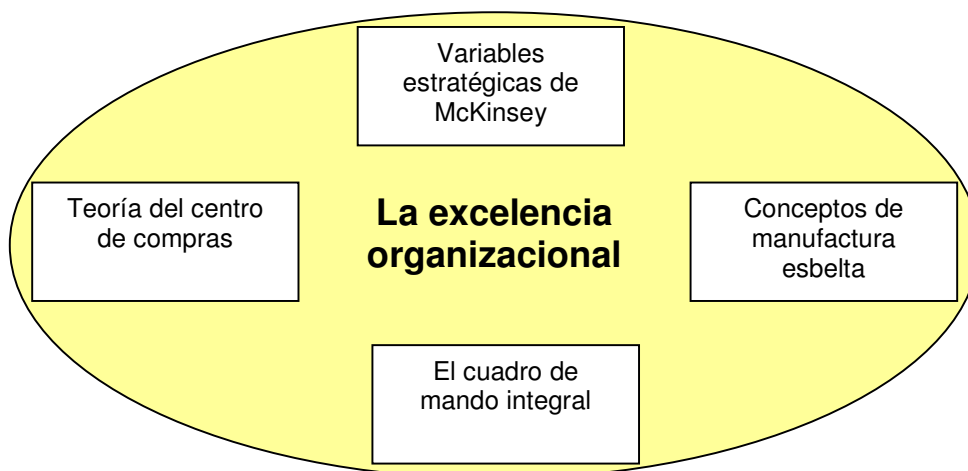 Variables
estratégicas de
McKinsey
Teoría del centro
de compras
La excelencia
organizacional
Conceptos de
manufactura
esbelta
El cuadro de
mando integral